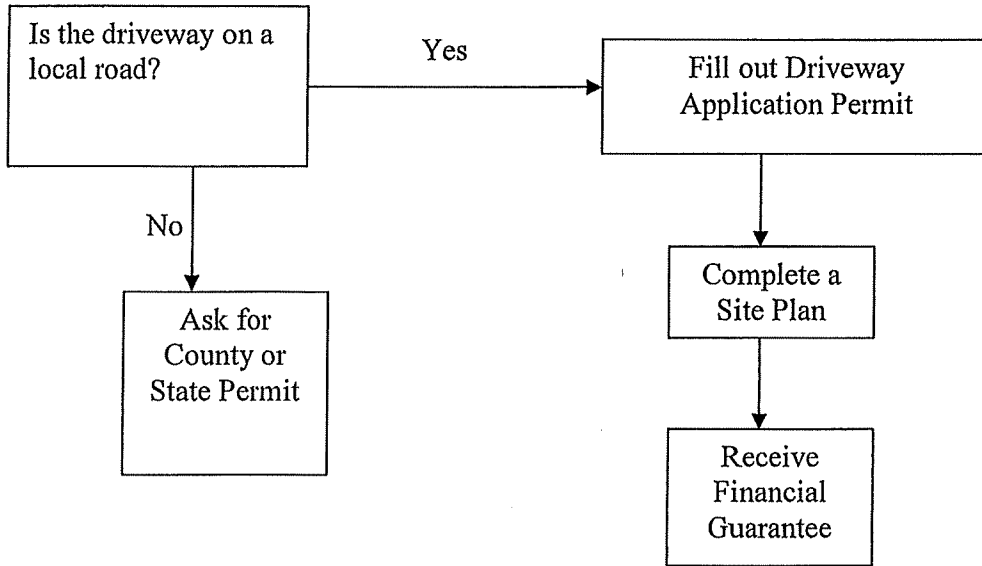 Is the driveway on a
local road?
Yes
Fill out Driveway
Application Permit
No
Complete a
Site Plan
Ask for
County or
State Permit
Receive
Financial
Guarantee